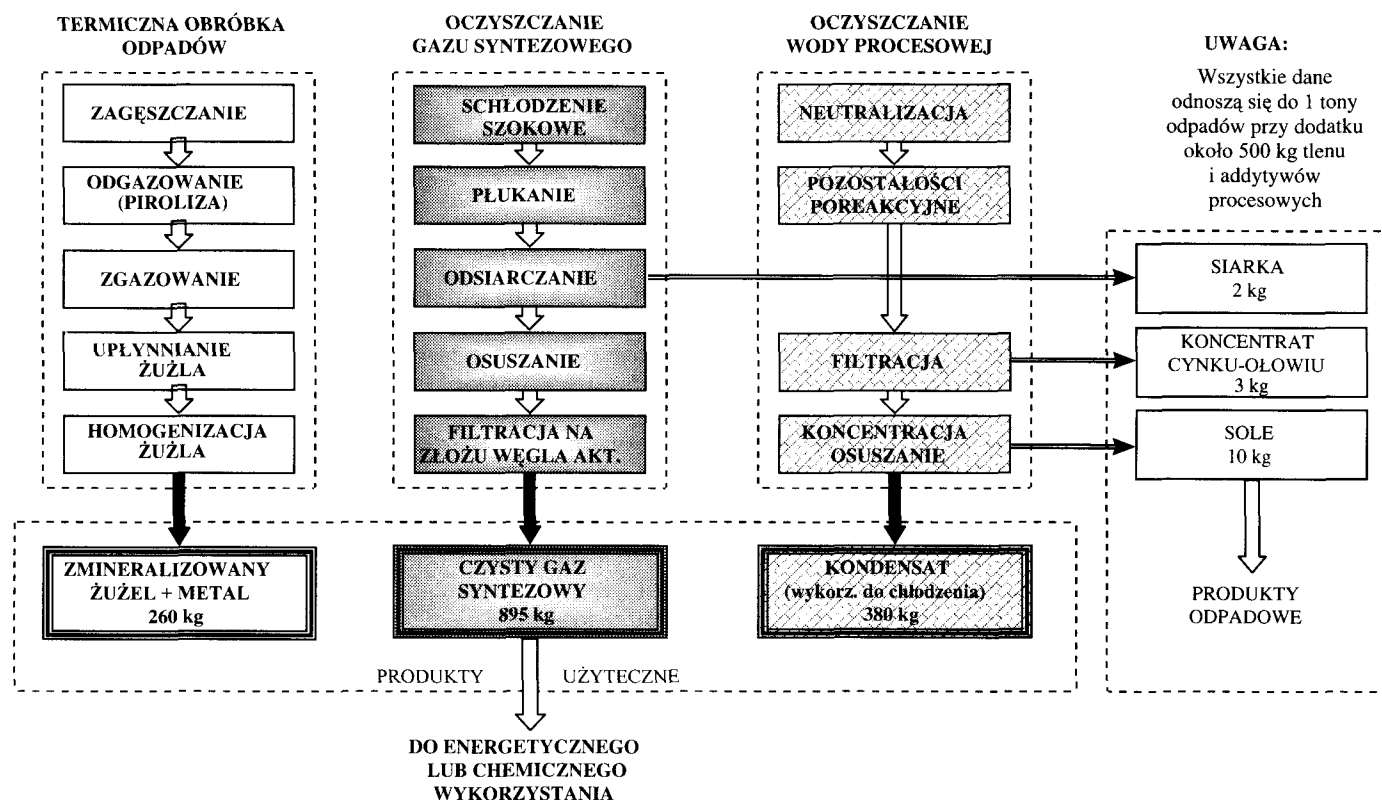 TERMICZNA OBRÓBKA
ODPADÓW
ZAGĘSZCZANIE
ODGAZOWANIE
(PIROLIZA)
ZGAZOWANIE
UPŁYNNIANIE
ŻUŻLA
HOMOGENIZACJA
ŻUŻLA
ZMINERALIZOWANY
ŻUŻEL + METAL
260 kg
OCZYSZCZANIE
GAZU SYNTEZOWEGO
SCHŁODZENIE
SZOKOWE
PŁUKANIE
ODSIARCZANIE
OSUSZANIE
FILTRACJA NA
ZŁOŻU WĘGLA AKT.
CZYSTY GAZ
SYNTEZOWY
895 kg
OCZYSZCZANIE
WODY PROCESOWEJ
NEUTRALIZACJA
POZOSTAŁOŚCI
POREAKCYJNE
FILTRACJA
KONCENTRACJA
OSUSZANIE
KONDENSAT
(wykorz. do chłodzenia)
380 kg
PRODUKTY UŻYTECZNE
DO ENERGETYCZNEGO
LUB CHEMICZNEGO
WYKORZYSTANIA
UWAGA:
Wszystkie dane
odnoszą się do 1 tony
odpadów przy dodatku
około 500 kg tlenu
i addytywów
procesowych
SIARKA
2 kg
KONCENTRAT
CYNKU-OŁOWIU
3 kg
SOLE
10 kg
PRODUKTY
ODPADOWE